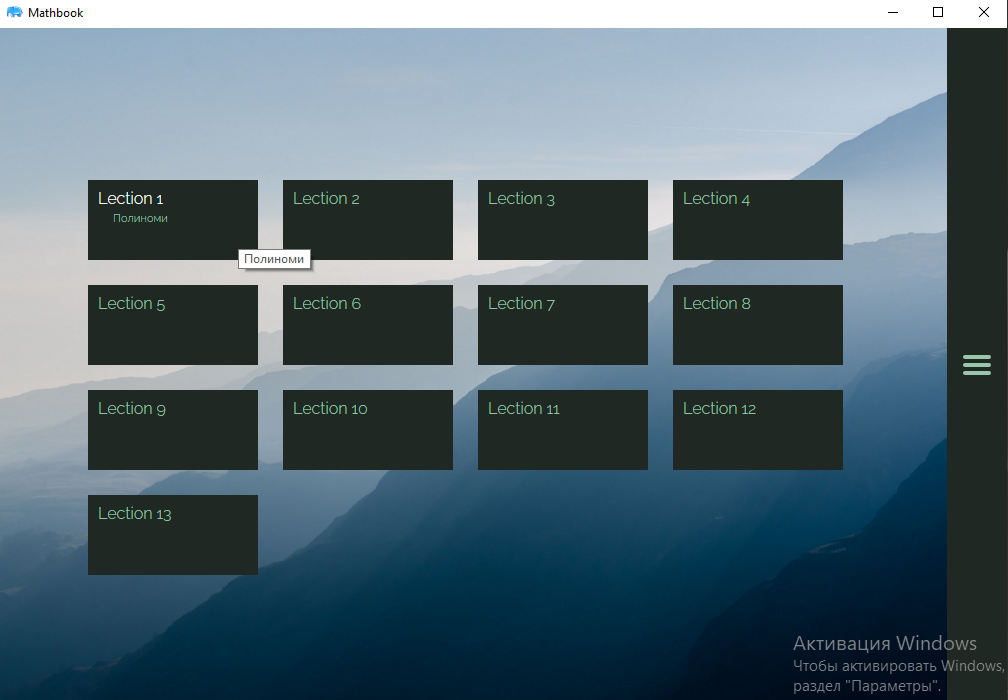 Mathbook
Lection 1
Полиноми
Lection 2
Lection 3
Lection 4
Полиноми
Lection 5
Lection 6
Lection 7
Lection 8
Lection 9
Lection 10
Lection 11
Lection 12
Lection 13
Активация Windows
Чтобы активировать Windows,
раздел "Параметры".